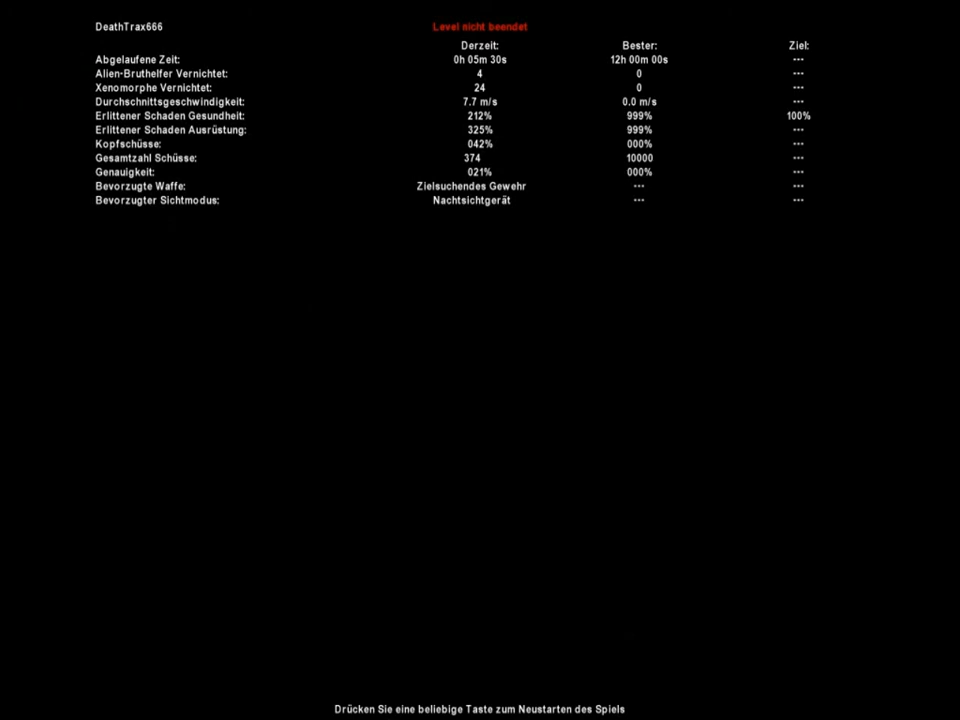 DeathTrax666 Level nicht beendet
Derzeit: Bester: Ziel:
Abgelaufene Zeit: 0h 05m 30s 12h 00m 00s ---
Alien-Bruthelfer Vernichtet: 4 0 ---
Xenomorphe Vernichtet: 24 0 ---
Durchschnittsgeschwindigkeit: 7.7 m/s 0.0 m/s ---
Erlittener Schaden Gesundheit: 212% 999% 100%
Erlittener Schaden Ausrüstung: 325% 999% ---
Kopfschüsse: 042% 000% ---
Gesamtzahl Schüsse: 374 10000 ---
Genauigkeit: 021% 000% ---
Bevorzugte Waffe: Zielsuchendes Gewehr --- ---
Bevorzugter Sichtmodus: Nachtsichtgerät --- ---
Drücken Sie eine beliebige Taste zum Neustarten des Spiels